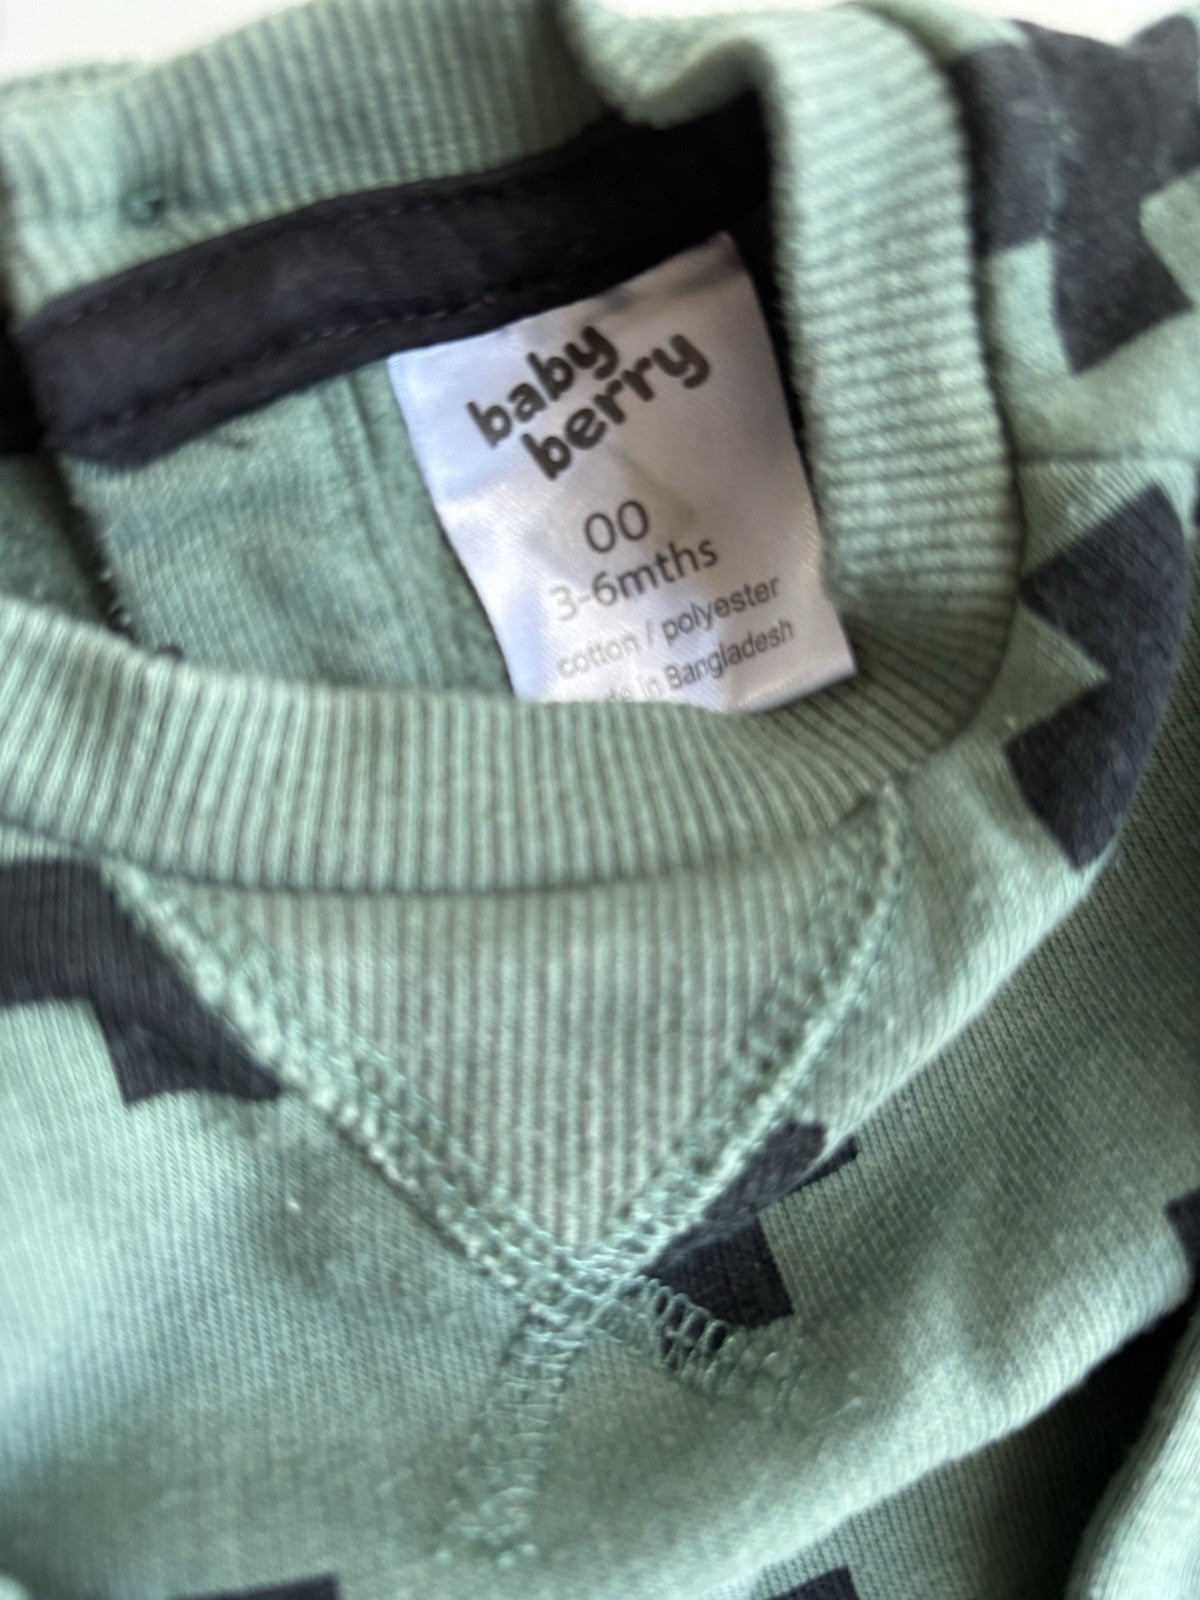 baby
berry
00
3-6mths
cotton / polyester
in Bangladesh